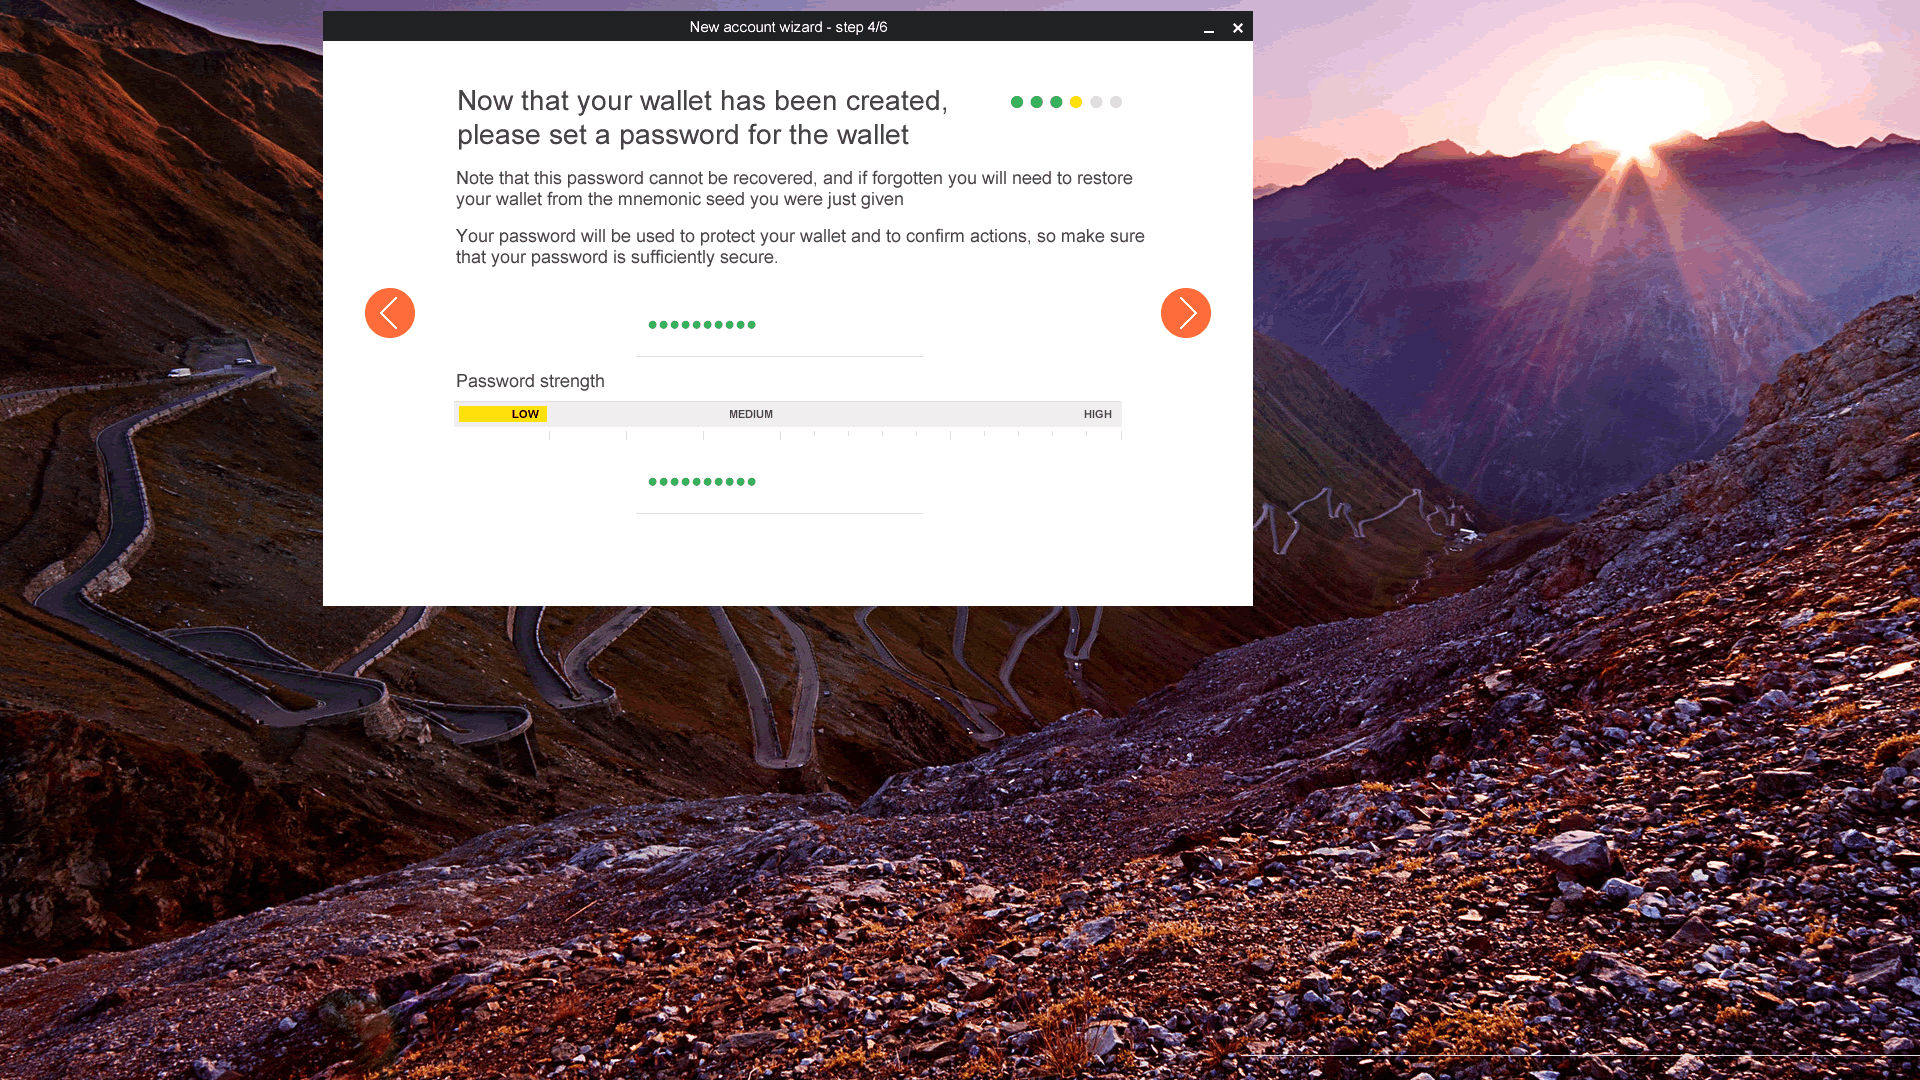 New account wizard - step 4/6
Now that your wallet has been created,
please set a password for the wallet
Note that this password cannot be recovered, and if forgotten you will need to restore
your wallet from the mnemonic seed you were just given
Your password will be used to protect your wallet and to confirm actions, so make sure
that your password is sufficiently secure.
Password strength
LOW MEDIUM HIGH